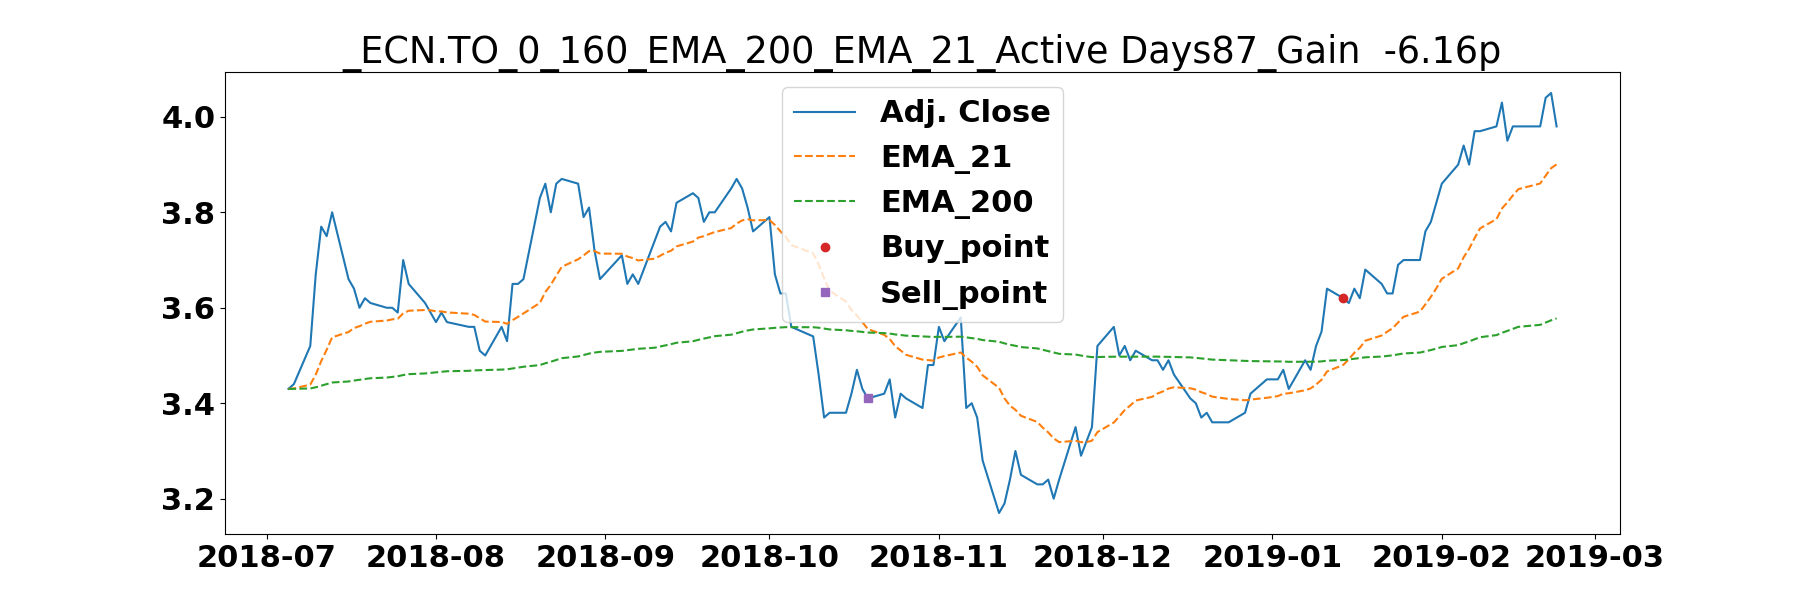 _ECN.TO_0_160_EMA_200_EMA_21_Active Days87_Gain  -6.16p
Adj. Close
EMA_21
EMA_200
Buy_point
Sell_point
4.0
3.8
3.6
3.4
3.2
2018-07 2018-08 2018-09 2018-10 2018-11 2018-12 2019-01 2019-02 2019-03